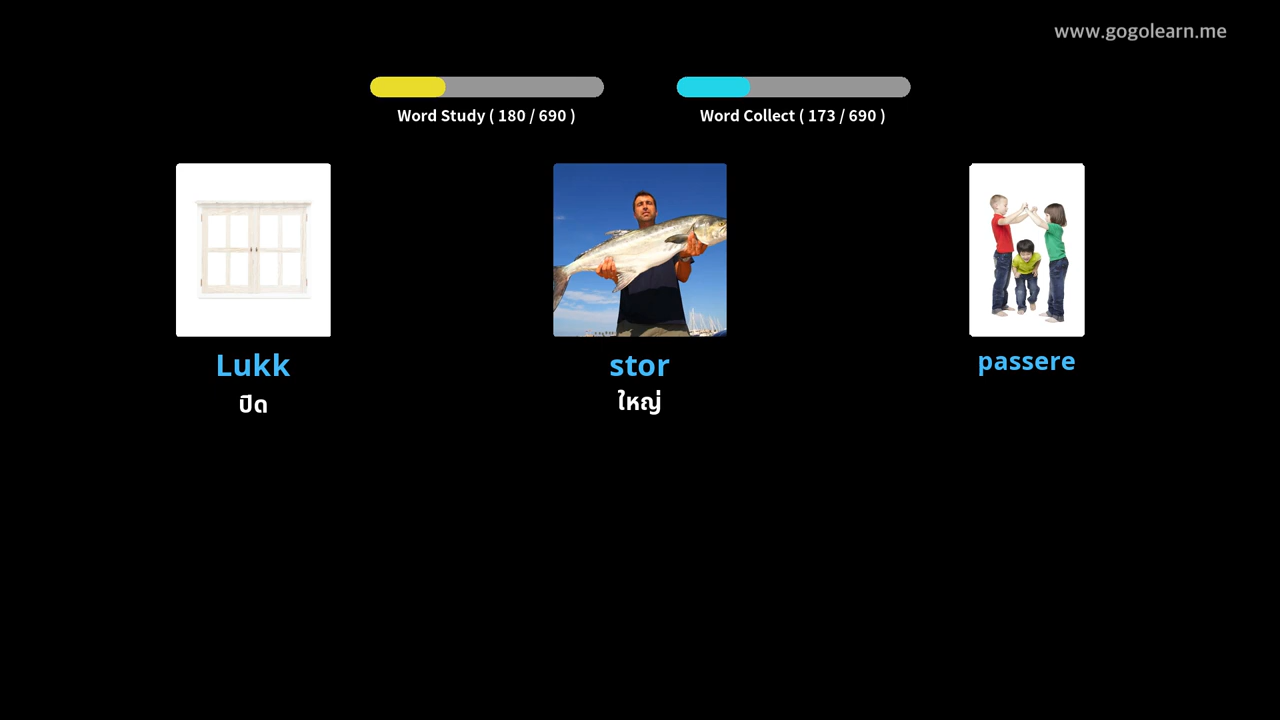 www.gogolearn.me
Word Study ( 180 / 690 )
Word Collect ( 173 / 690 )
Lukk
ปิด
stor
ใหญ่
passere